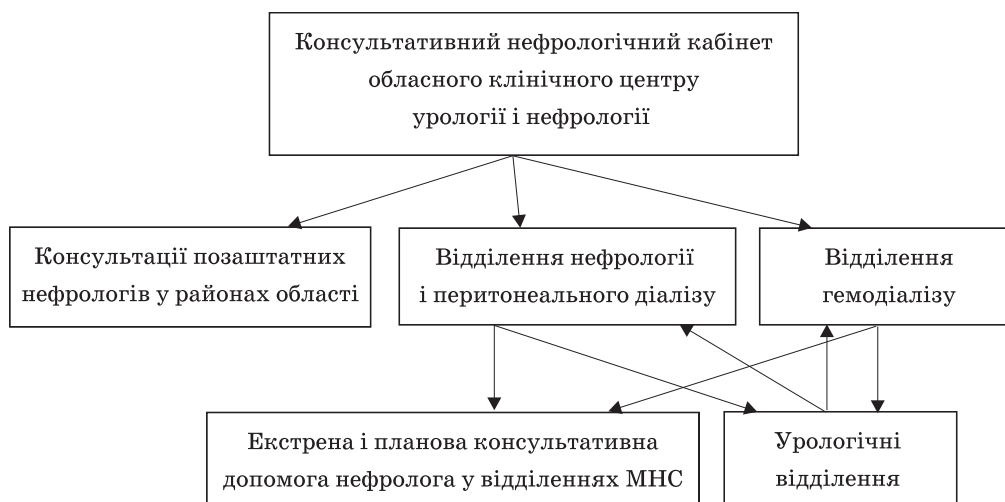 Консультативний нефрологічний кабінет
обласного клінічного центру
урології і нефрології
Консультації позаштатних
нефрологів у районах області
Відділення нефрології
і перитонеального діалізу
Відділення
гемодіалізу
Екстрена і планова консультативна
допомога нефролога у відділеннях МНС
Урологічні
відділення